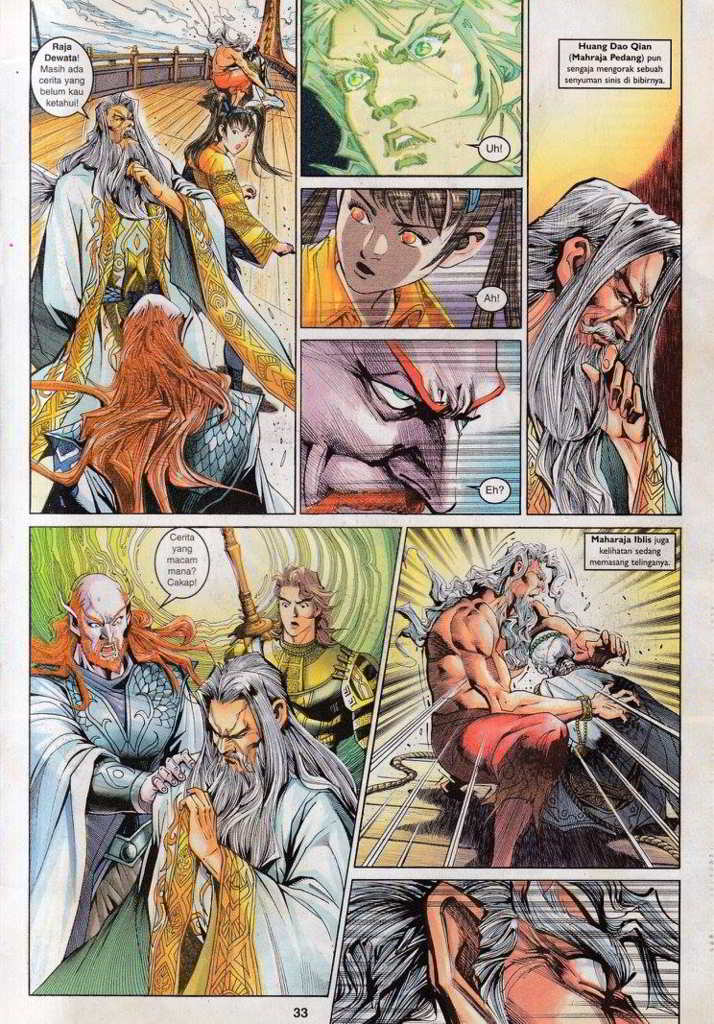 Raja
Dewata!
Masih ada
cerita yang
belum kau
ketahui!
Uh!
Ah!
Eh?
Huang Dao Qian
(Mahraja Pedang) pun
sengaja mengorak sebuah
senyuman sinis di bibirnya.
Cerita
yang
macam
mana?
Cakap!
Maharaja Iblis juga
kelihatan sedang
memasang telinganya.
33